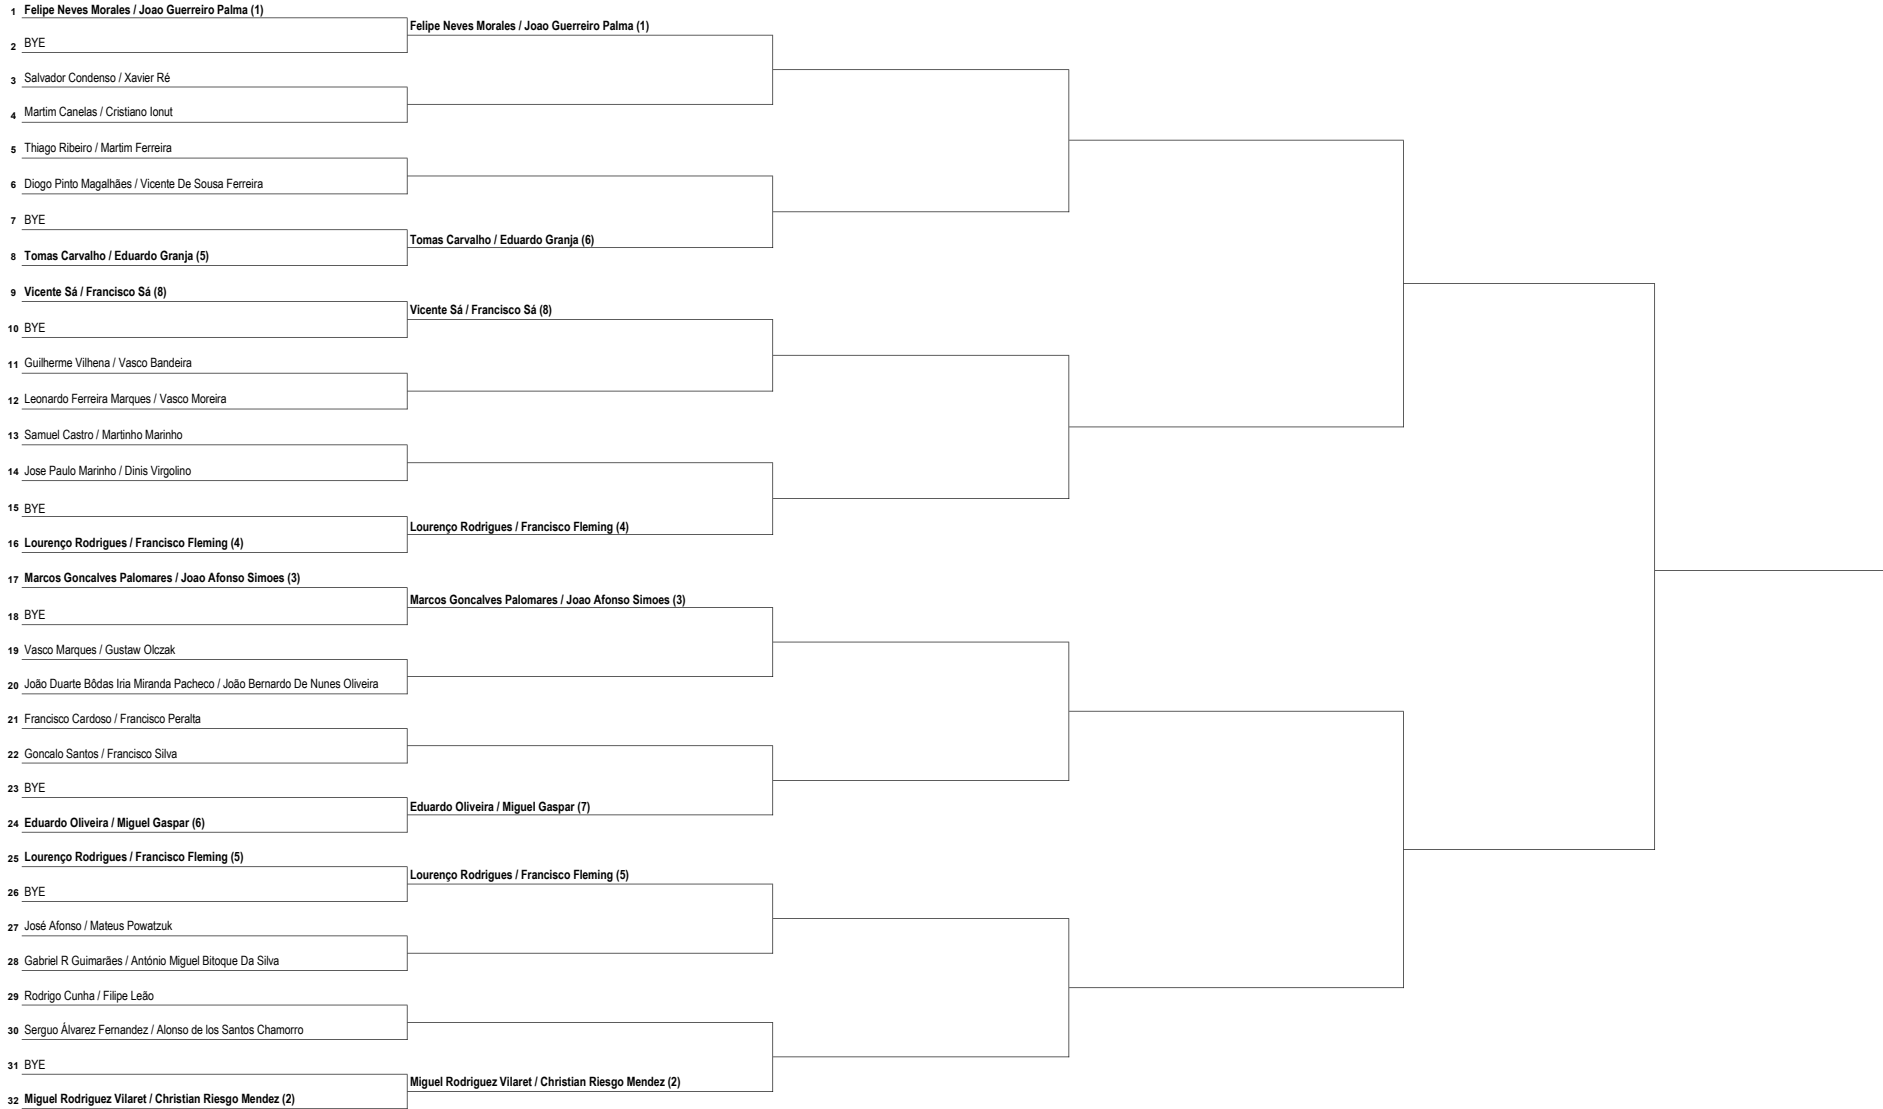 1 Felipe Neves Morales / Joao Guerreiro Palma (1)
Felipe Neves Morales / Joao Guerreiro Palma (1)
2 BYE
3 Salvador Condenso / Xavier Ré
4 Martim Canelas / Cristiano Ionut
5 Thiago Ribeiro / Martim Ferreira
6 Diogo Pinto Magalhães / Vicente De Sousa Ferreira
7 BYE
Tomas Carvalho / Eduardo Granja (6)
8 Tomas Carvalho / Eduardo Granja (5)
9 Vicente Sá / Francisco Sá (8)
Vicente Sá / Francisco Sá (8)
10 BYE
11 Guilherme Vilhena / Vasco Bandeira
12 Leonardo Ferreira Marques / Vasco Moreira
13 Samuel Castro / Martinho Marinho
14 Jose Paulo Marinho / Dinis Virgolino
15 BYE
Lourenço Rodrigues / Francisco Fleming (4)
16 Lourenço Rodrigues / Francisco Fleming (4)
17 Marcos Goncalves Palomares / Joao Afonso Simoes (3)
Marcos Goncalves Palomares / Joao Afonso Simoes (3)
18 BYE
19 Vasco Marques / Gustaw Olczak
20 João Duarte Bôdas Iria Miranda Pacheco / João Bernardo De Nunes Oliveira
21 Francisco Cardoso / Francisco Peralta
22 Goncalo Santos / Francisco Silva
23 BYE
Eduardo Oliveira / Miguel Gaspar (7)
24 Eduardo Oliveira / Miguel Gaspar (6)
25 Lourenço Rodrigues / Francisco Fleming (5)
Lourenço Rodrigues / Francisco Fleming (5)
26 BYE
27 José Afonso / Mateus Powatzuk
28 Gabriel R Guimarães / António Miguel Bitoque Da Silva
29 Rodrigo Cunha / Filipe Leão
30 Serguo Álvarez Fernandez / Alonso de los Santos Chamorro
31 BYE
Miguel Rodriguez Vilaret / Christian Riesgo Mendez (2)
32 Miguel Rodriguez Vilaret / Christian Riesgo Mendez (2)